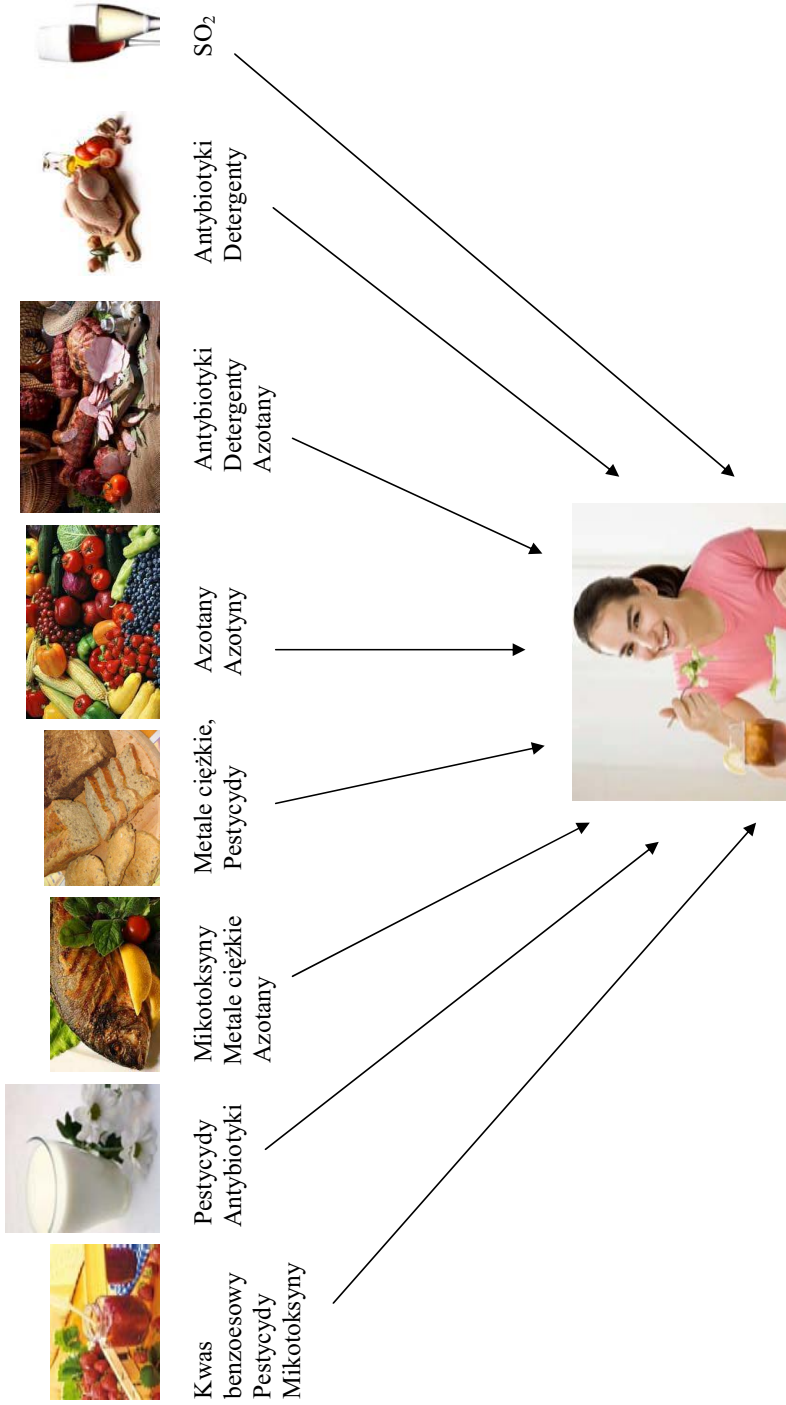 Kwas
benzoesowy
Pestycydy
Mikotoksyny
Pestycydy
Antybiotyki
Mikotoksyny
Metale ciężkie
Azotany
Metale ciężkie,
Pestycydy
Azotany
Azotyny
Antybiotyki
Detergenty
Azotany
Antybiotyki
Detergenty
SO₂